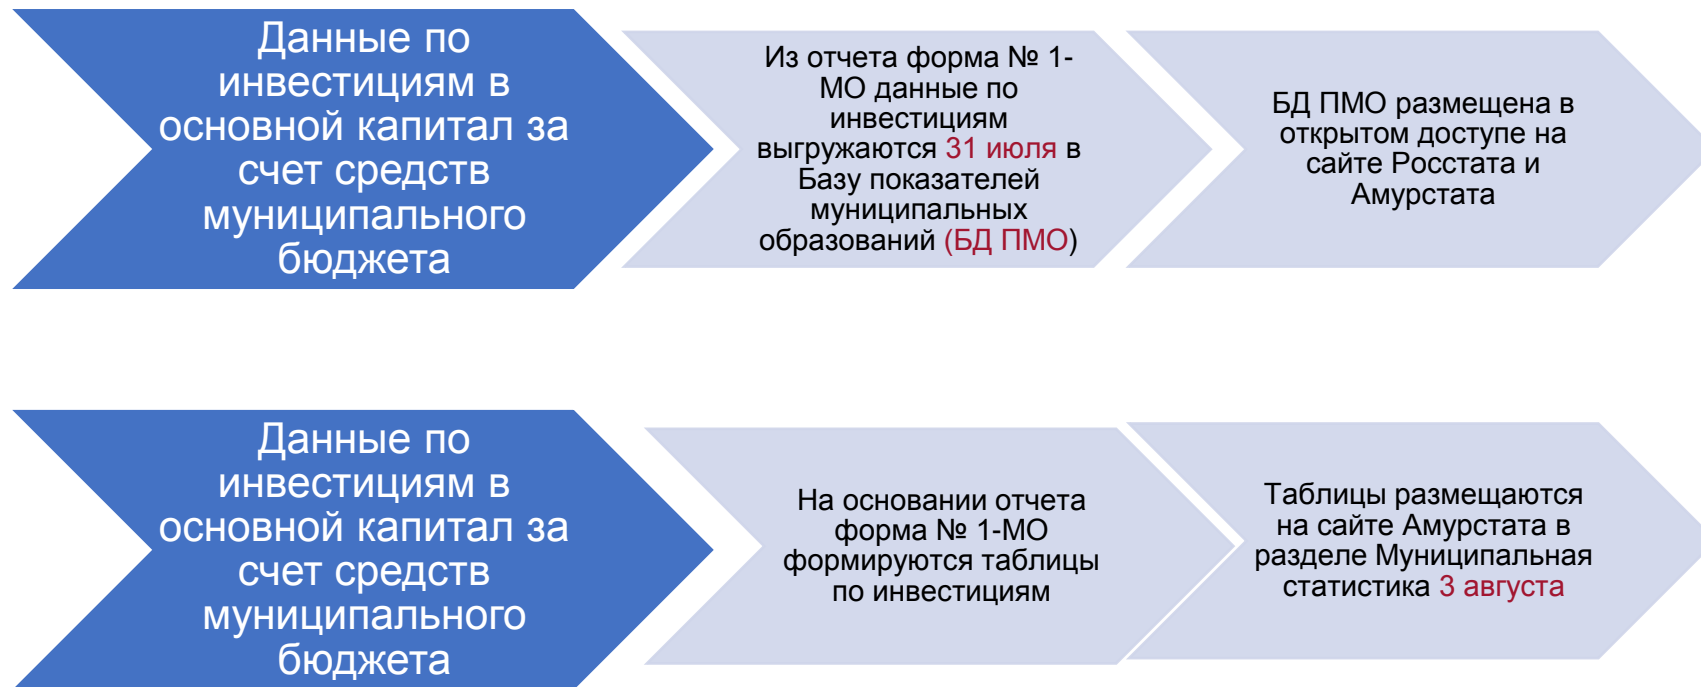 Данные по
инвестициям в
основной капитал за
счет средств
муниципального
бюджета
Из отчета форма № 1-
МО данные по
инвестициям
выгружаются 31 июля в
Базу показателей
муниципальных
образований (БД ПМО)
БД ПМО размещена в
открытом доступе на
сайте Росстата и
Амурстата
Данные по
инвестициям в
основной капитал за
счет средств
муниципального
бюджета
На основании отчета
форма № 1-МО
формируются таблицы
по инвестициям
Таблицы размещаются
на сайте Амурстата в
разделе Муниципальная
статистика 3 августа